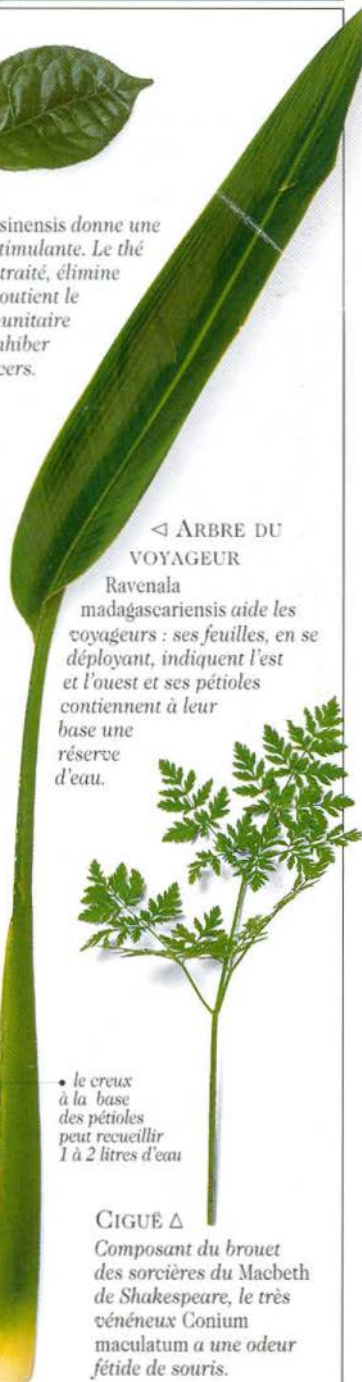 sinensis donne une
timulante. Le thé
traité, élimine
outient le
unitaire
nhiber
cers.
◁ ARBRE DU
VOYAGEUR
Ravenala
madagascariensis aide les
voyageurs : ses feuilles, en se
déployant, indiquent l'est
et l'ouest et ses pétioles
contiennent à leur
base une
réserve
d'eau.
• le creux
à la base
des pétioles
peut recueillir
1 à 2 litres d'eau
CIGUË △
Composant du brouet
des sorcières du Macbeth
de Shakespeare, le très
vénéneux Conium
maculatum a une odeur
fétide de souris.